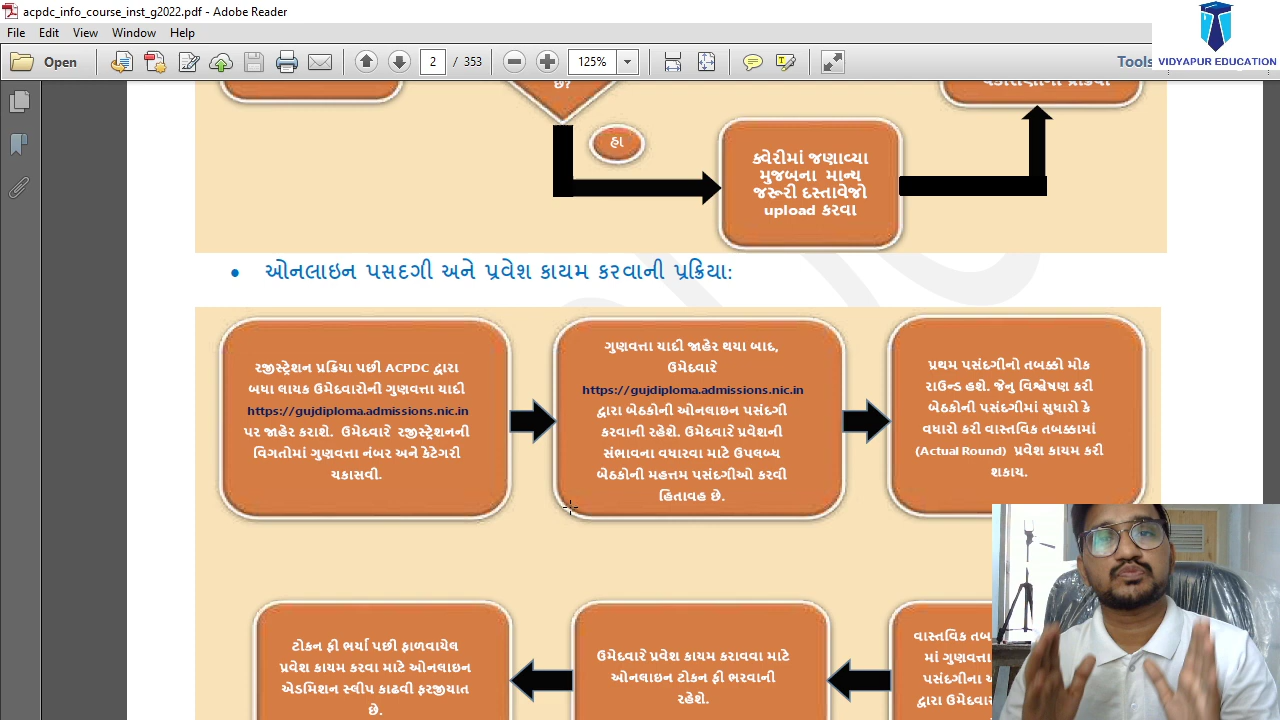 acpdc_info_course_inst_g2022.pdf - Adobe Reader
File Edit View Window Help
Open
2 / 353
125%
Tools
VIDYAPUR EDUCATION
છે?
હા
ક્વેરીમાં જણાવ્યા
મુજબના માન્ય
જરૂરી દસ્તાવેજો
upload કરવા
• ઓનલાઇન પસદગી અને પ્રવેશ કાયમ કરવાની પ્રક્રિયા:
રજીસ્ટ્રેશન પ્રક્રિયા પછી ACPDC દ્વારા
બધા લાયક ઉમેદવારોની ગુણવત્તા યાદી
https://gujdiploma.admissions.nic.in
પર જાહેર કરાશે. ઉમેદવારે રજીસ્ટ્રેશનની
વિગતોમાં ગુણવત્તા નંબર અને કેટેગરી
ચકાસવી.
ગુણવત્તા યાદી જાહેર થયા બાદ,
ઉમેદવારે
https://gujdiploma.admissions.nic.in
દ્વારા બેઠકોની ઓનલાઇન પસંદગી
કરવાની રહેશે. ઉમેદવારે પ્રવેશની
સંભાવના વધારવા માટે ઉપલબ્ધ
બેઠકોની મહત્તમ પસંદગીઓ કરવી
હિતાવહ છે.
પ્રથમ પસંદગીનો તબક્કો મોક
રાઉન્ડ હશે. જેનુ વિશ્લેષણ કરી
બેઠકોની પસંદગીમાં સુધારો કે
વધારો કરી વાસ્તવિક તબક્કામાં
(Actual Round) પ્રવેશ કાયમ કરી
શકાય.
ટોકન ફી ભર્યા પછી ફાળવાયેલ
પ્રવેશ કાયમ કરવા માટે ઓનલાઇન
એડમિશન સ્લીપ કાઢવી ફરજીયાત
છે.
ઉમેદવારે પ્રવેશ કાયમ કરાવવા માટે
ઓનલાઇન ટોકન ફી ભરવાની
રહેશે.
વાસ્તવિક
માં ગુણવત્તા
પસંદગીના
દ્વારા